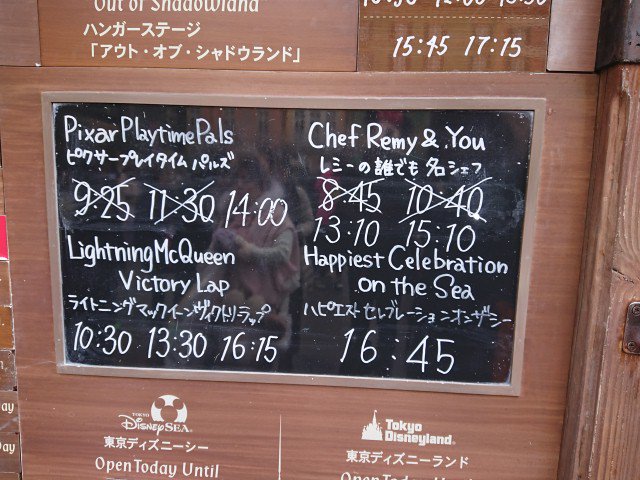 Out of Shadowland
ハンガーステージ
「アウト・オブ・シャドウランド」
15:45 17:15
Pixar Playtime Pals
ピクサープレイタイム パルズ
9:25 11:30 14:00
Lightning McQueen
Victory Lap
ライトニングマックィーンヴィクトリーラップ
10:30 13:30 16:15
Chef Remy & You
レミーの誰でも名シェフ
8:45 10:40
13:10 15:10
Happiest Celebration
on the Sea
ハピエストセレブレーションオンザシー
16:45
TOKYO
DISNEYSEA®
東京ディズニーシー
Open Today Until
Tokyo
Disneyland®
東京ディズニーランド
Open Today Until